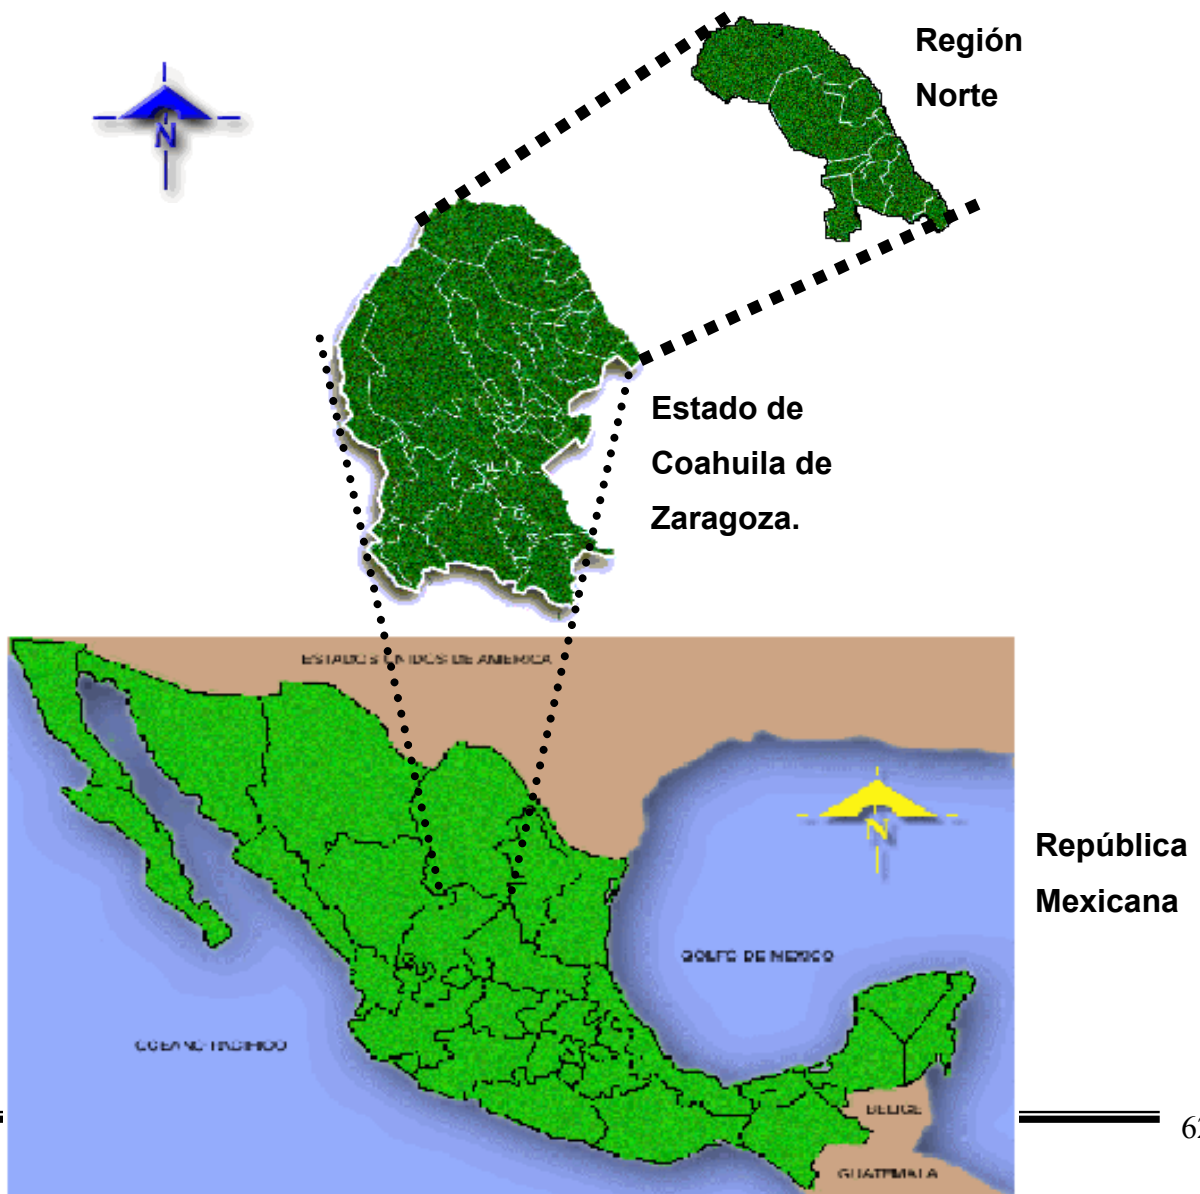 Región
Norte
N
Estado de
Coahuila de
Zaragoza.
ESTADOS UNIDOS DE AMERICA
N
República
Mexicana
GOLFO DE MEXICO
OCEANO PACIFICO
BELICE
GUATEMALA